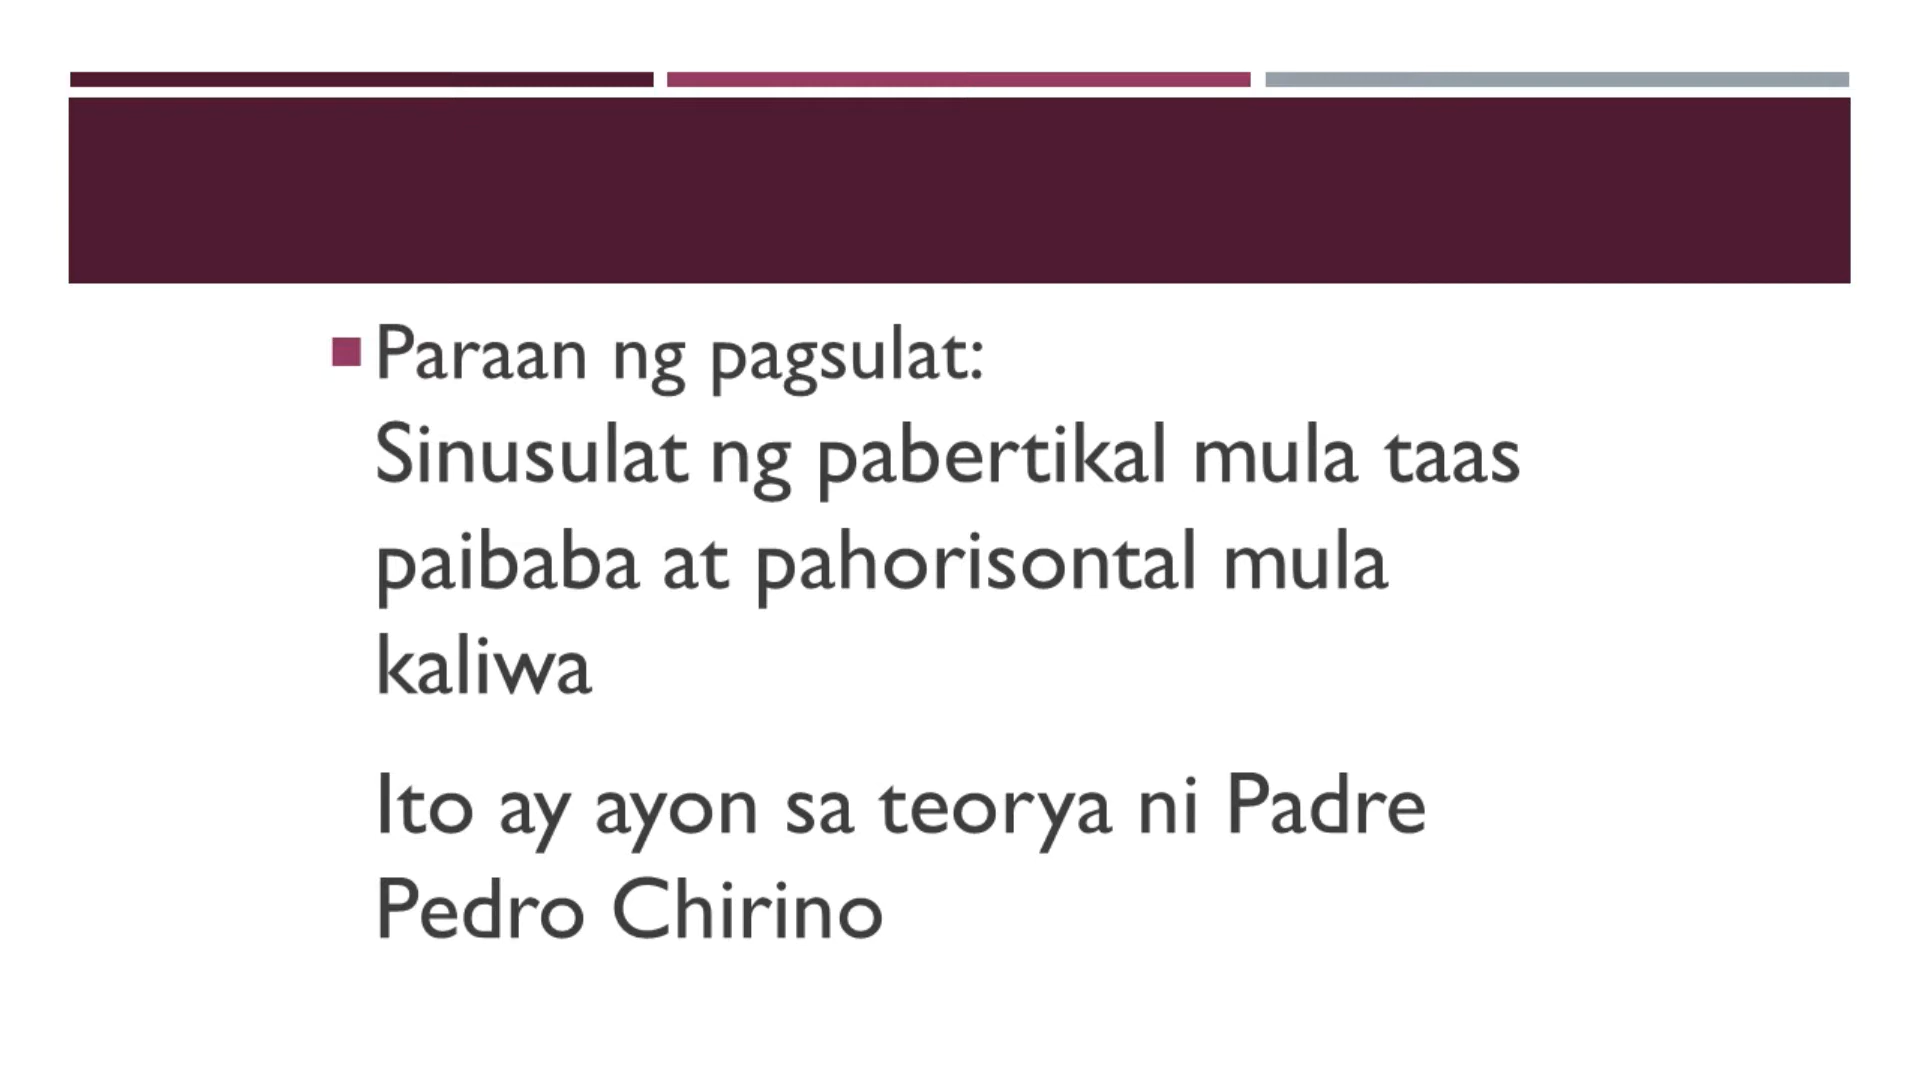 Paraan ng pagsulat:
Sinusulat ng pabertikal mula taas
paibaba at pahorisontal mula
kaliwa
Ito ay ayon sa teorya ni Padre
Pedro Chirino